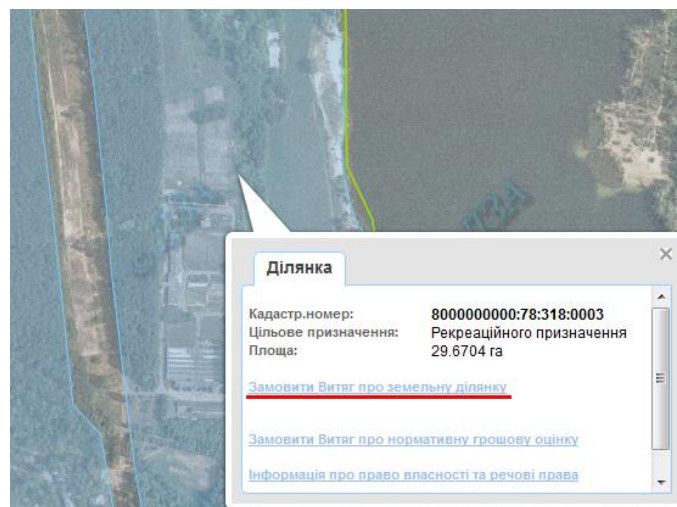 Ділянка
Кадастр.номер: 8000000000:78:318:0003
Цільове призначення: Рекреаційного призначення
Площа: 29.6704 га
Замовити Витяг про земельну ділянку
Замовити Витяг про нормативну грошову оцінку
Інформація про право власності та речові права